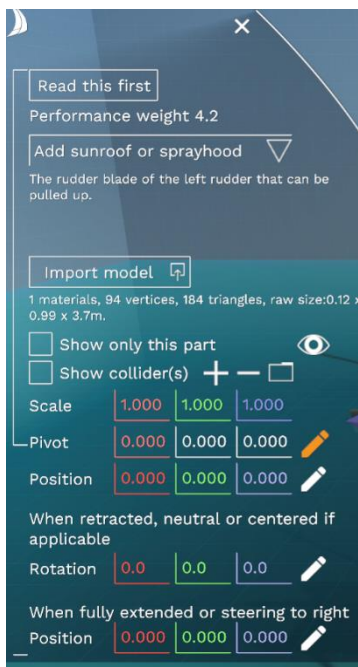 Read this first
Performance weight 4.2
Add sunroof or sprayhood
The rudder blade of the left rudder that can be
pulled up.
Import model
1 materials, 94 vertices, 184 triangles, raw size:0.12 x
0.99 x 3.7m.
Show only this part
Show collider(s)
Scale 1.000 1.000 1.000
Pivot 0.000 0.000 0.000
Position 0.000 0.000 0.000
When retracted, neutral or centered if
applicable
Rotation 0.0 0.0 0.0
When fully extended or steering to right
Position 0.000 0.000 0.000